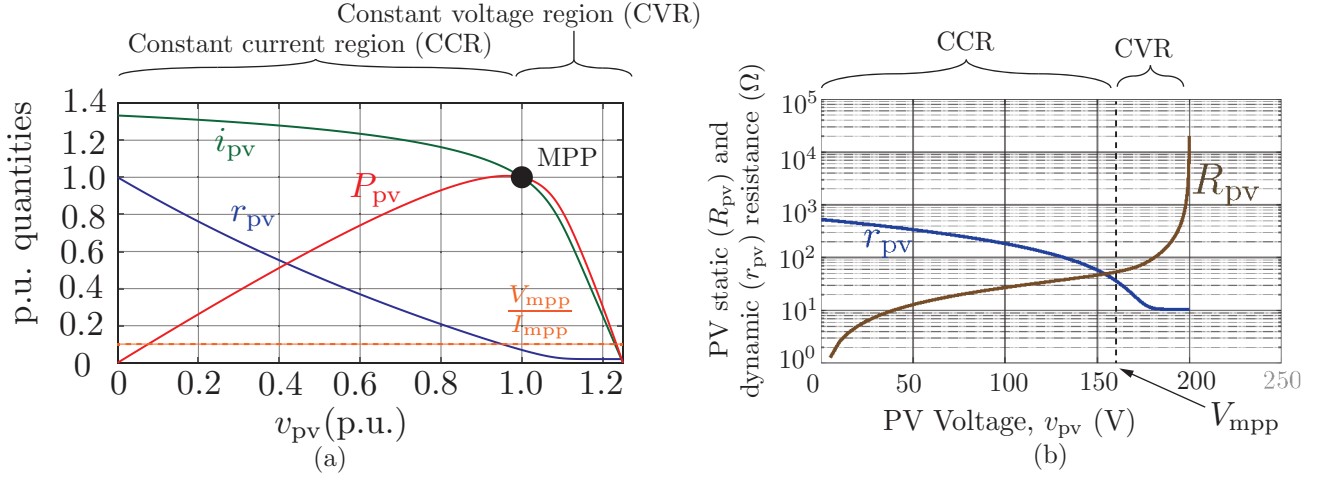 Constant voltage region (CVR)
Constant current region (CCR)
p.u. quantities
1.4
1.2
1.0
0.8
0.6
0.4
0.2
0
i_pv
P_pv
r_pv
MPP
V_mpp
I_mpp
0 0.2 0.4 0.6 0.8 1.0 1.2
v_pv(p.u.)
(a)
CCR
CVR
PV static (R_pv) and
dynamic (r_pv) resistance (Ω)
10^5
10^4
10^3
10^2
10^1
10^0
r_pv
R_pv
0 50 100 150 200 250
PV Voltage, v_pv (V)
V_mpp
(b)